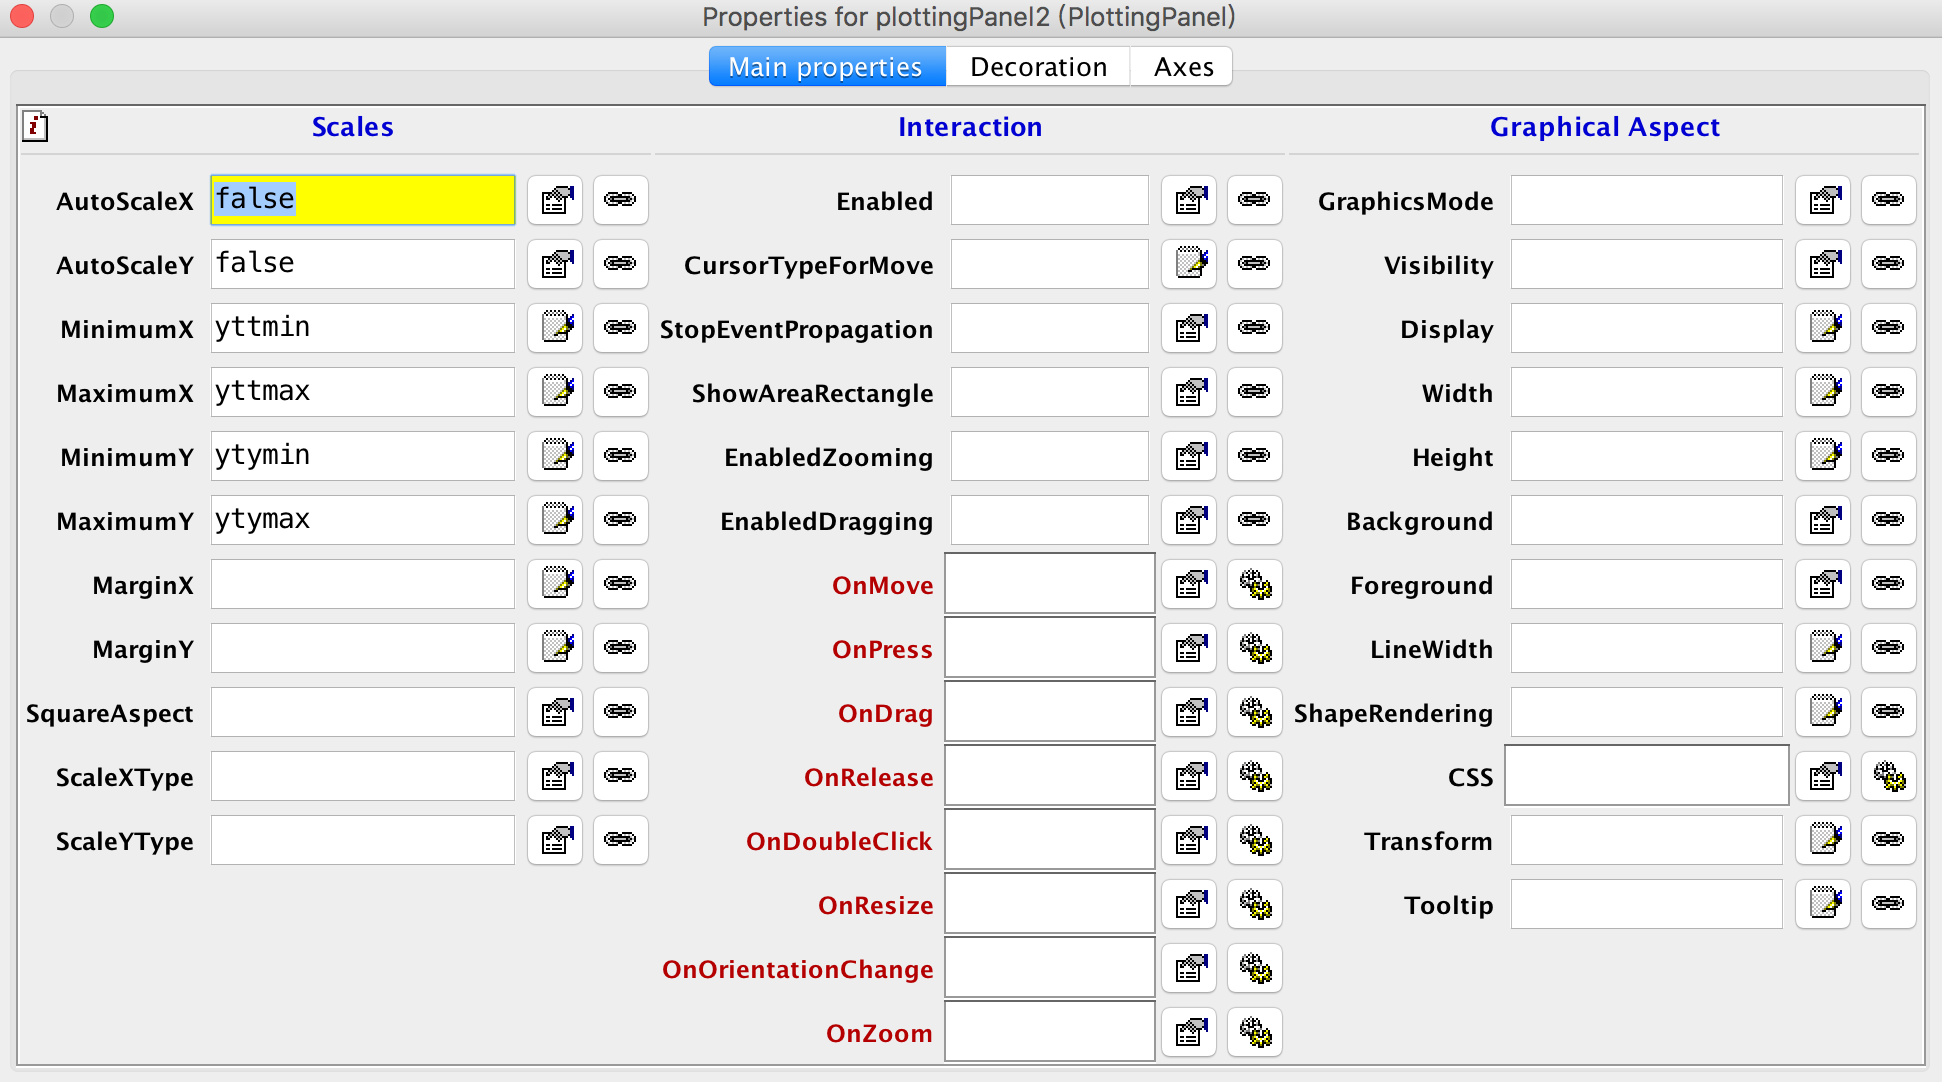 Properties for plottingPanel2 (PlottingPanel)
Main properties Decoration Axes
i Scales Interaction Graphical Aspect
AutoScaleX false Enabled GraphicsMode
AutoScaleY false CursorTypeForMove Visibility
MinimumX yttmin StopEventPropagation Display
MaximumX yttmax ShowAreaRectangle Width
MinimumY ytymin EnabledZooming Height
MaximumY ytymax EnabledDragging Background
MarginX OnMove Foreground
MarginY OnPress LineWidth
SquareAspect OnDrag ShapeRendering
ScaleXType OnRelease CSS
ScaleYType OnDoubleClick Transform
OnResize Tooltip
OnOrientationChange
OnZoom